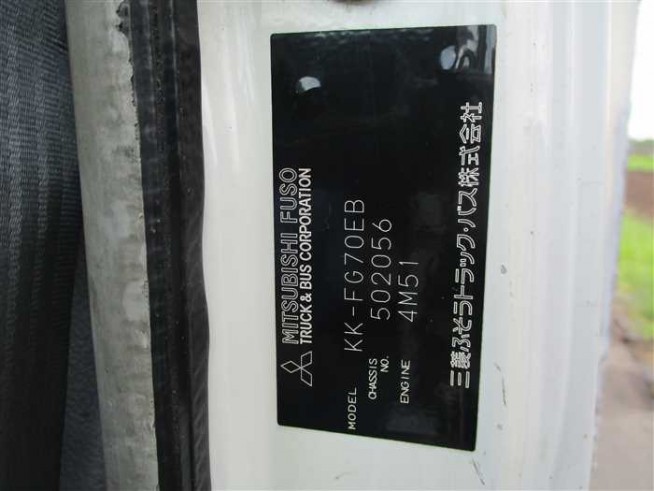 MITSUBISHI FUSO
TRUCK & BUS CORPORATION
MODEL KK-FG70EB
CHASSIS NO. 502056
ENGINE 4M51
三菱ふそうトラック・バス株式会社